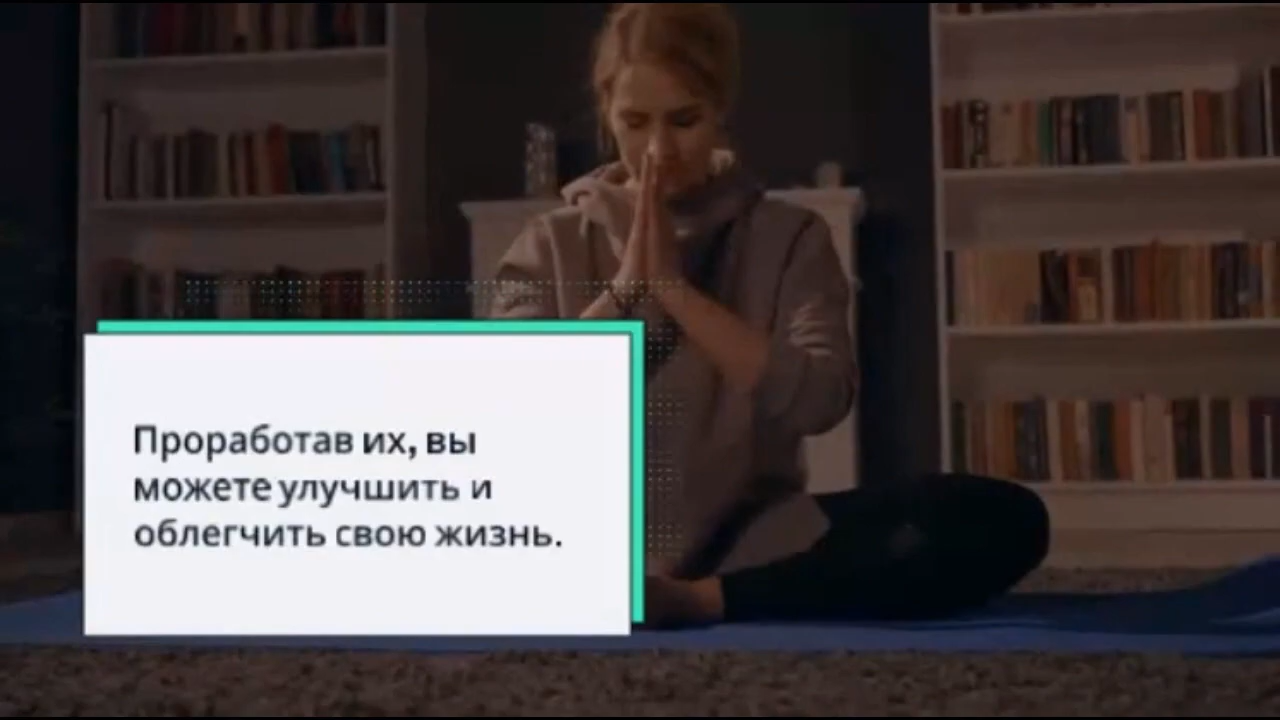 Проработав их, вы
можете улучшить и
облегчить свою жизнь.